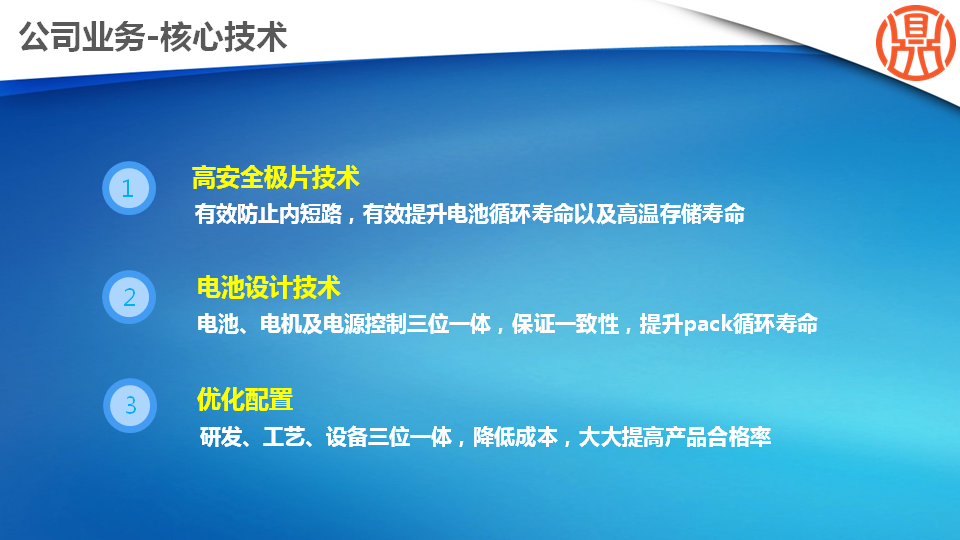 公司业务-核心技术
鼎
1
高安全极片技术
有效防止内短路，有效提升电池循环寿命以及高温存储寿命
2
电池设计技术
电池、电机及电源控制三位一体，保证一致性，提升pack循环寿命
3
优化配置
研发、工艺、设备三位一体，降低成本，大大提高产品合格率